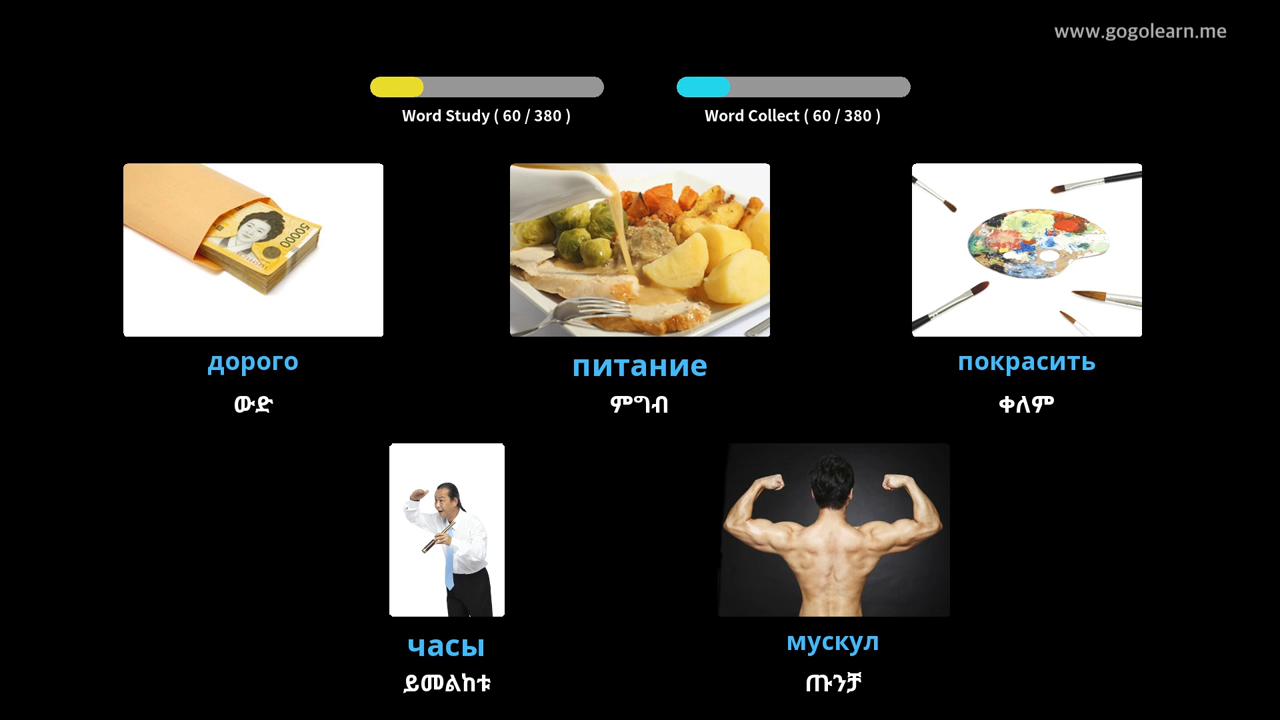 www.gogolearn.me
Word Study ( 60 / 380 )
Word Collect ( 60 / 380 )
50000
дорого
ውድ
питание
ምግብ
покрасить
ቀለም
часы
ይመልከቱ
мускул
ጡንቻ